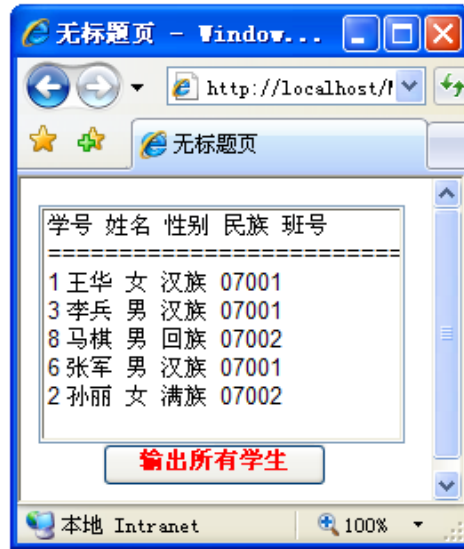 无标题页 - Window...
http://localhost/
无标题页
学号 姓名 性别 民族 班号
=========================
1 王华 女 汉族 07001
3 李兵 男 汉族 07001
8 马棋 男 回族 07002
6 张军 男 汉族 07001
2 孙丽 女 满族 07002
输出所有学生
本地 Intranet 100%